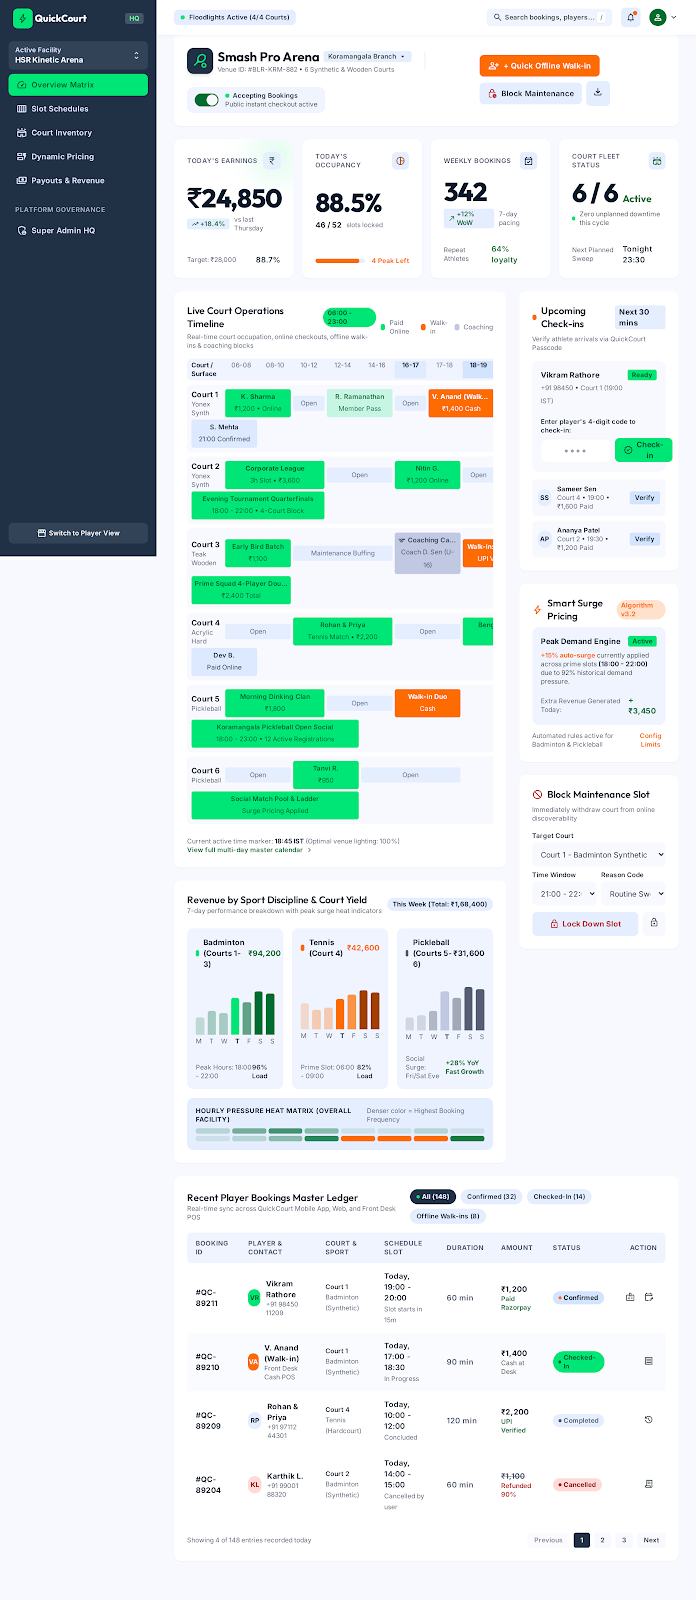 QuickCourt
HQ
Active Facility
HSR Kinetic Arena
Overview Matrix
Slot Schedules
Court Inventory
Dynamic Pricing
Payouts & Revenue
PLATFORM GOVERNANCE
Super Admin HQ
Switch to Player View
Floodlights Active (4/4 Courts)
Search bookings, players... /
Smash Pro Arena
Koramangala Branch
Venue ID: #BLR-KRM-882 • 6 Synthetic & Wooden Courts
Accepting Bookings
Public instant checkout active
+ Quick Offline Walk-in
Block Maintenance
TODAY'S EARNINGS
₹
₹24,850
+18.4%
vs last
Thursday
Target: ₹28,000
88.7%
TODAY'S
OCCUPANCY
88.5%
46 / 52 slots locked
4 Peak Left
WEEKLY BOOKINGS
342
+12%
WoW
7-day
pacing
Repeat
Athletes
64%
loyalty
COURT FLEET
STATUS
6 / 6 Active
Zero unplanned downtime
this cycle
Next Planned
Sweep
Tonight
23:30
Live Court Operations
Timeline
06:00 -
23:00
Real-time court occupation, online checkouts, offline walk-
ins & coaching blocks
Paid
Online
Walk-
in
Coaching
Court /
Surface
06-08
08-10
10-12
12-14
14-16
16-17
17-18
18-19
Court 1
Yonex
Synth
K. Sharma
₹1,200 • Online
Open
R. Ramanathan
Member Pass
Open
V. Anand (Walk...
₹1,400 Cash
S. Mehta
21:00 Confirmed
Court 2
Yonex
Synth
Corporate League
3h Slot • ₹3,600
Open
Nitin G.
₹1,200 Online
Open
Evening Tournament Quarterfinals
18:00 - 22:00 • 4-Court Block
Court 3
Teak
Wooden
Early Bird Batch
₹1,100
Maintenance Buffing
Coaching Ca...
Coach D. Sen (U-
16)
Walk-in:
UPI V
Prime Squad 4-Player Dou...
₹2,400 Total
Court 4
Acrylic
Hard
Open
Rohan & Priya
Tennis Match • ₹2,200
Open
Beng
Dev B.
Paid Online
Court 5
Pickleball
Morning Dinking Clan
₹1,800
Open
Walk-in Duo
Cash
Koramangala Pickleball Open Social
18:00 - 23:00 • 12 Active Registrations
Court 6
Pickleball
Open
Tanvi R.
₹950
Open
Social Match Pool & Ladder
Surge Pricing Applied
Current active time marker: 18:45 IST (Optimal venue lighting: 100%)
View full multi-day master calendar >
Upcoming
Check-ins
Next 30
mins
Verify athlete arrivals via QuickCourt
Passcode
Vikram Rathore
Ready
+91 98450 • Court 1 (19:00
IST)
Enter player's 4-digit code to
check-in:
Check-
in
SS
Sameer Sen
Court 4 • 19:00 •
₹1,600 Paid
Verify
AP
Ananya Patel
Court 2 • 19:30 •
₹1,200 Paid
Verify
Smart Surge
Pricing
Algorithm
v3.2
Peak Demand Engine
Active
+15% auto-surge currently applied
across prime slots (18:00 - 22:00)
due to 92% historical demand
pressure.
Extra Revenue Generated
Today:
+
₹3,450
Automated rules active for
Badminton & Pickleball
Config
Limits
Block Maintenance Slot
Immediately withdraw court from online
discoverability
Target Court
Court 1 - Badminton Synthetic
Time Window
Reason Code
21:00 - 22:
Routine Sw
Lock Down Slot
Revenue by Sport Discipline & Court Yield
7-day performance breakdown with peak surge heat indicators
This Week (Total: ₹1,68,400)
Badminton
(Courts 1-
3)
₹94,200
M T W T F S S
Peak Hours: 18:00
- 22:00
96%
Load
Tennis
(Court 4)
₹42,600
M T W T F S S
Prime Slot: 06:00
- 09:00
82%
Load
Pickleball
(Courts 5-
6)
₹31,600
M T W T F S S
Social
Surge:
Fri/Sat Eve
+28% YoY
Fast Growth
HOURLY PRESSURE HEAT MATRIX (OVERALL
FACILITY)
Denser color = Highest Booking
Frequency
Recent Player Bookings Master Ledger
Real-time sync across QuickCourt Mobile App, Web, and Front Desk
POS
All (148)
Confirmed (32)
Checked-In (14)
Offline Walk-ins (8)
BOOKING
ID
PLAYER &
CONTACT
COURT &
SPORT
SCHEDULE
SLOT
DURATION
AMOUNT
STATUS
ACTION
#QC-
89211
VR
Vikram
Rathore
+91 98450
11209
Court 1
Badminton
(Synthetic)
Today,
19:00 -
20:00
Slot starts in
15m
60 min
₹1,200
Paid
Razorpay
Confirmed
#QC-
89210
VA
V. Anand
(Walk-in)
Front Desk
Cash POS
Court 1
Badminton
(Synthetic)
Today,
17:00 -
18:30
In Progress
90 min
₹1,400
Cash at
Desk
Checked-
In
#QC-
89209
RP
Rohan &
Priya
+91 97112
44301
Court 4
Tennis
(Hardcourt)
Today,
10:00 -
12:00
Concluded
120 min
₹2,200
UPI
Verified
Completed
#QC-
89204
KL
Karthik L.
+91 99001
88320
Court 2
Badminton
(Synthetic)
Today,
14:00 -
15:00
Cancelled by
user
60 min
₹1,100
Refunded
90%
Cancelled
Showing 4 of 148 entries recorded today
Previous
1
2
3
Next